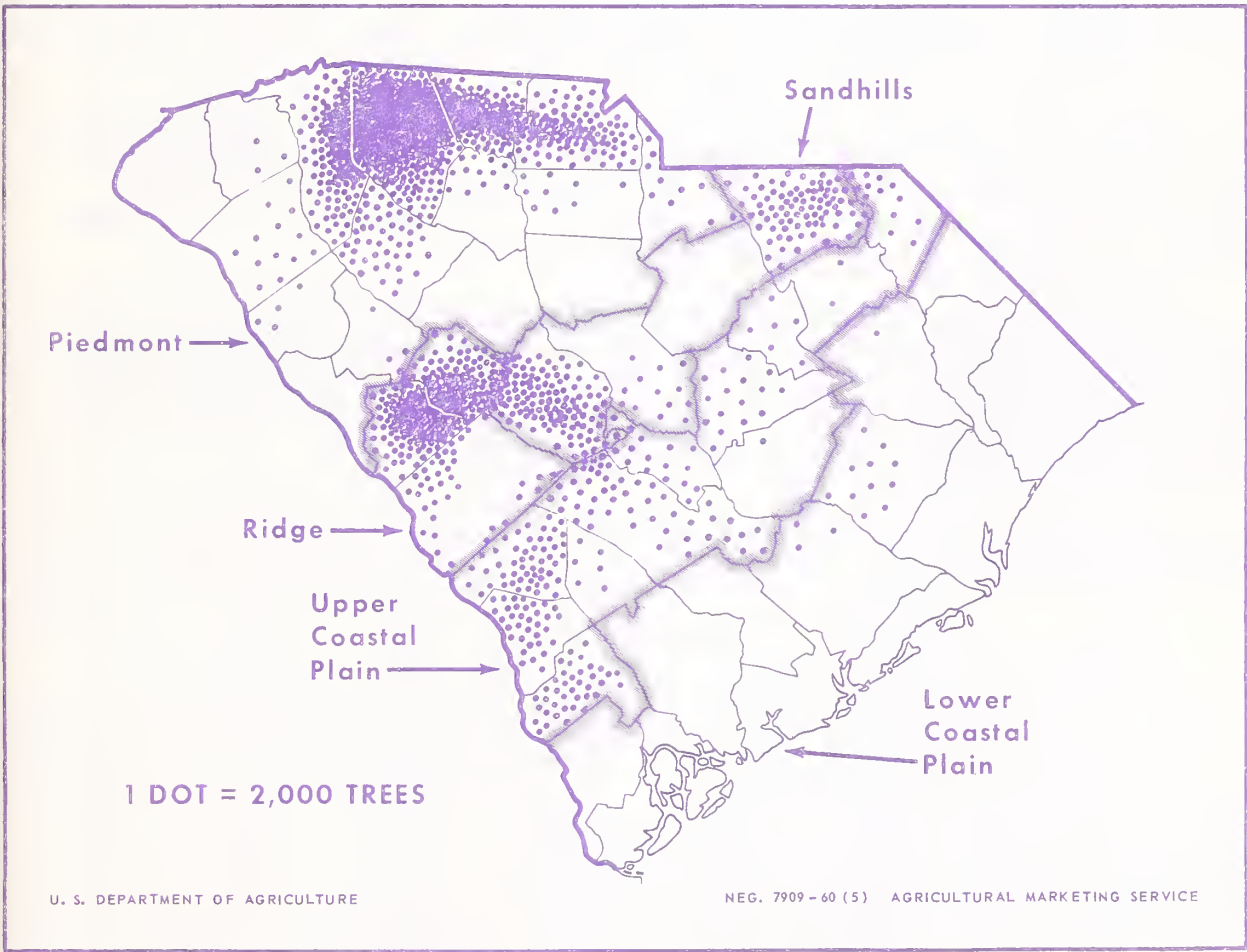 Sandhills
Piedmont
Ridge
Upper
Coastal
Plain
Lower
Coastal
Plain
1 DOT = 2,000 TREES
U. S. DEPARTMENT OF AGRICULTURE
NEG. 7909 - 60 (5) AGRICULTURAL MARKETING SERVICE